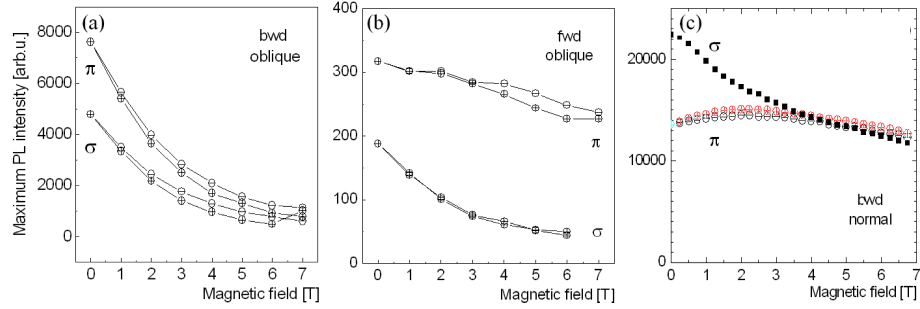 (a)
bwd
oblique
π
σ
8000
6000
4000
2000
0
0 1 2 3 4 5 6 7
Magnetic field [T]
Maximum PL intensity [arb.u.]
(b)
fwd
oblique
π
σ
400
300
200
100
0
0 1 2 3 4 5 6 7
Magnetic field [T]
(c)
σ
π
bwd
normal
20000
10000
0
0 1 2 3 4 5 6 7
Magnetic field [T]